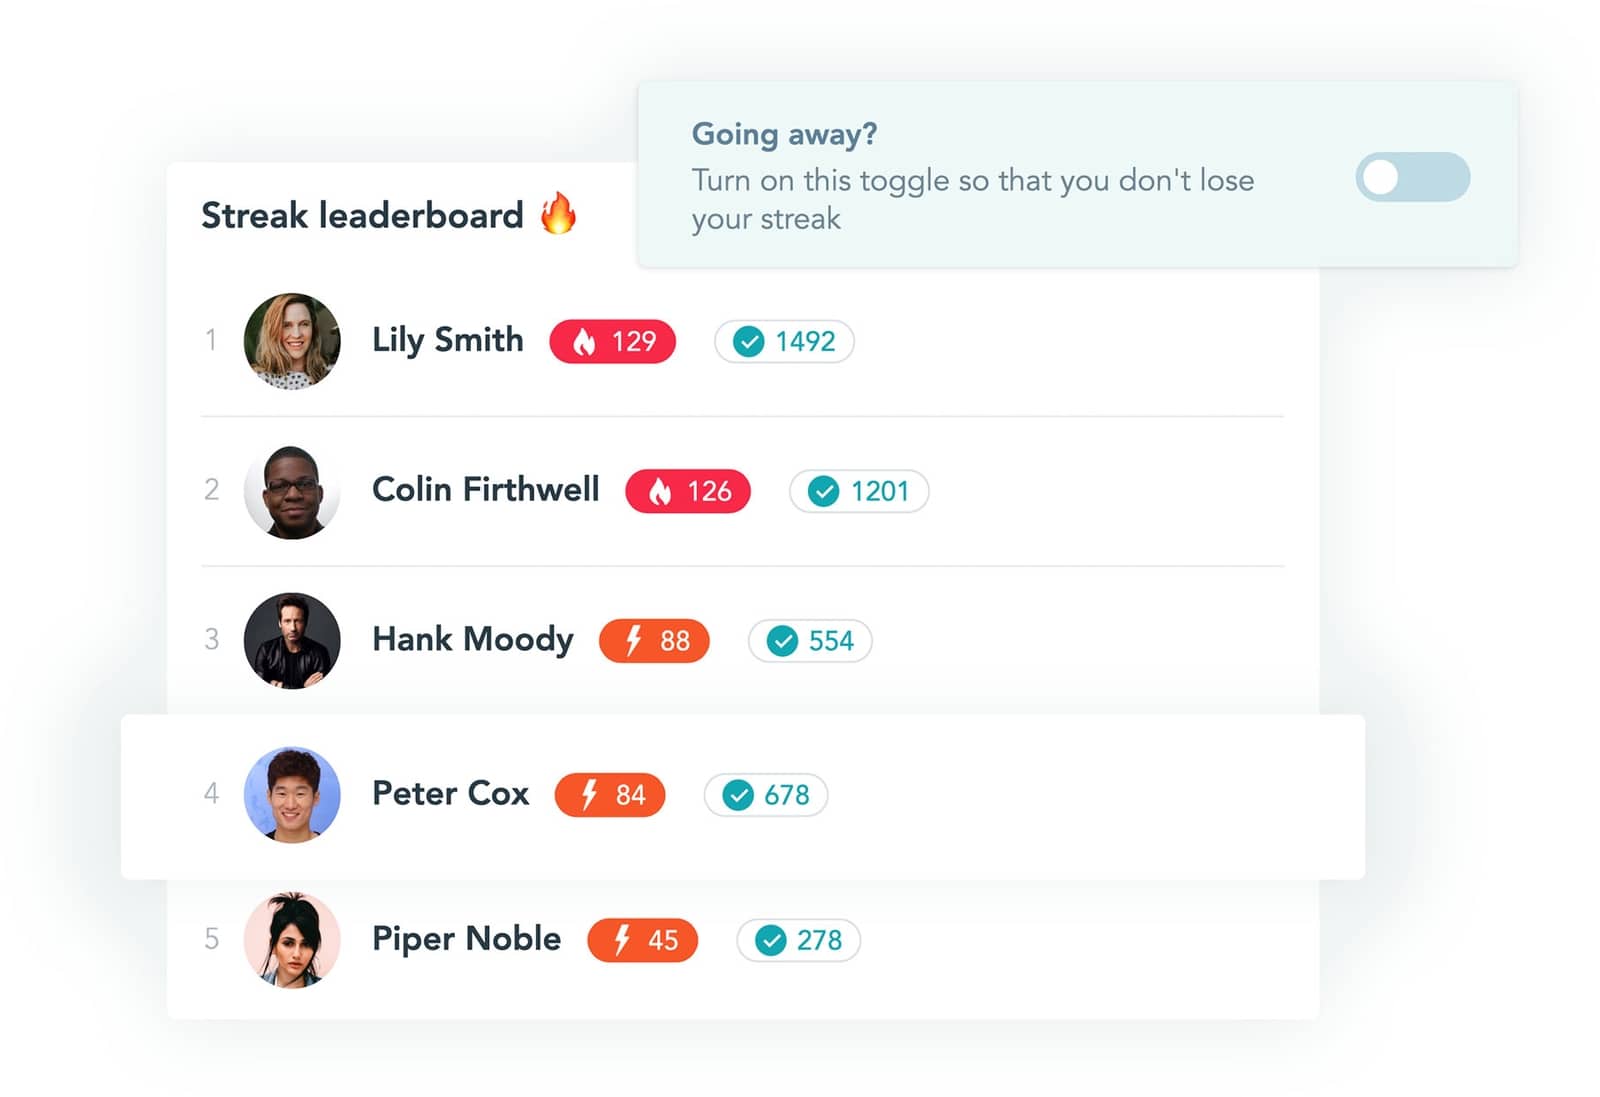 Going away?
Turn on this toggle so that you don't lose
your streak
Streak leaderboard 🔥
1 Lily Smith 129 1492
2 Colin Firthwell 126 1201
3 Hank Moody 88 554
4 Peter Cox 84 678
5 Piper Noble 45 278